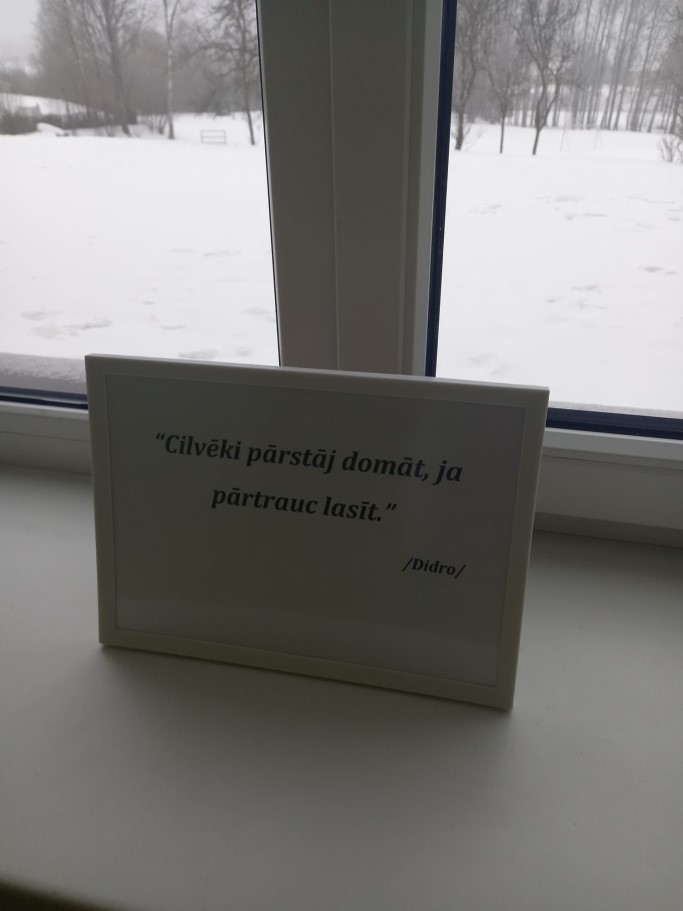 “Cilvēki pārstāj domāt, ja
pārtrauc lasīt.”
/Didro/